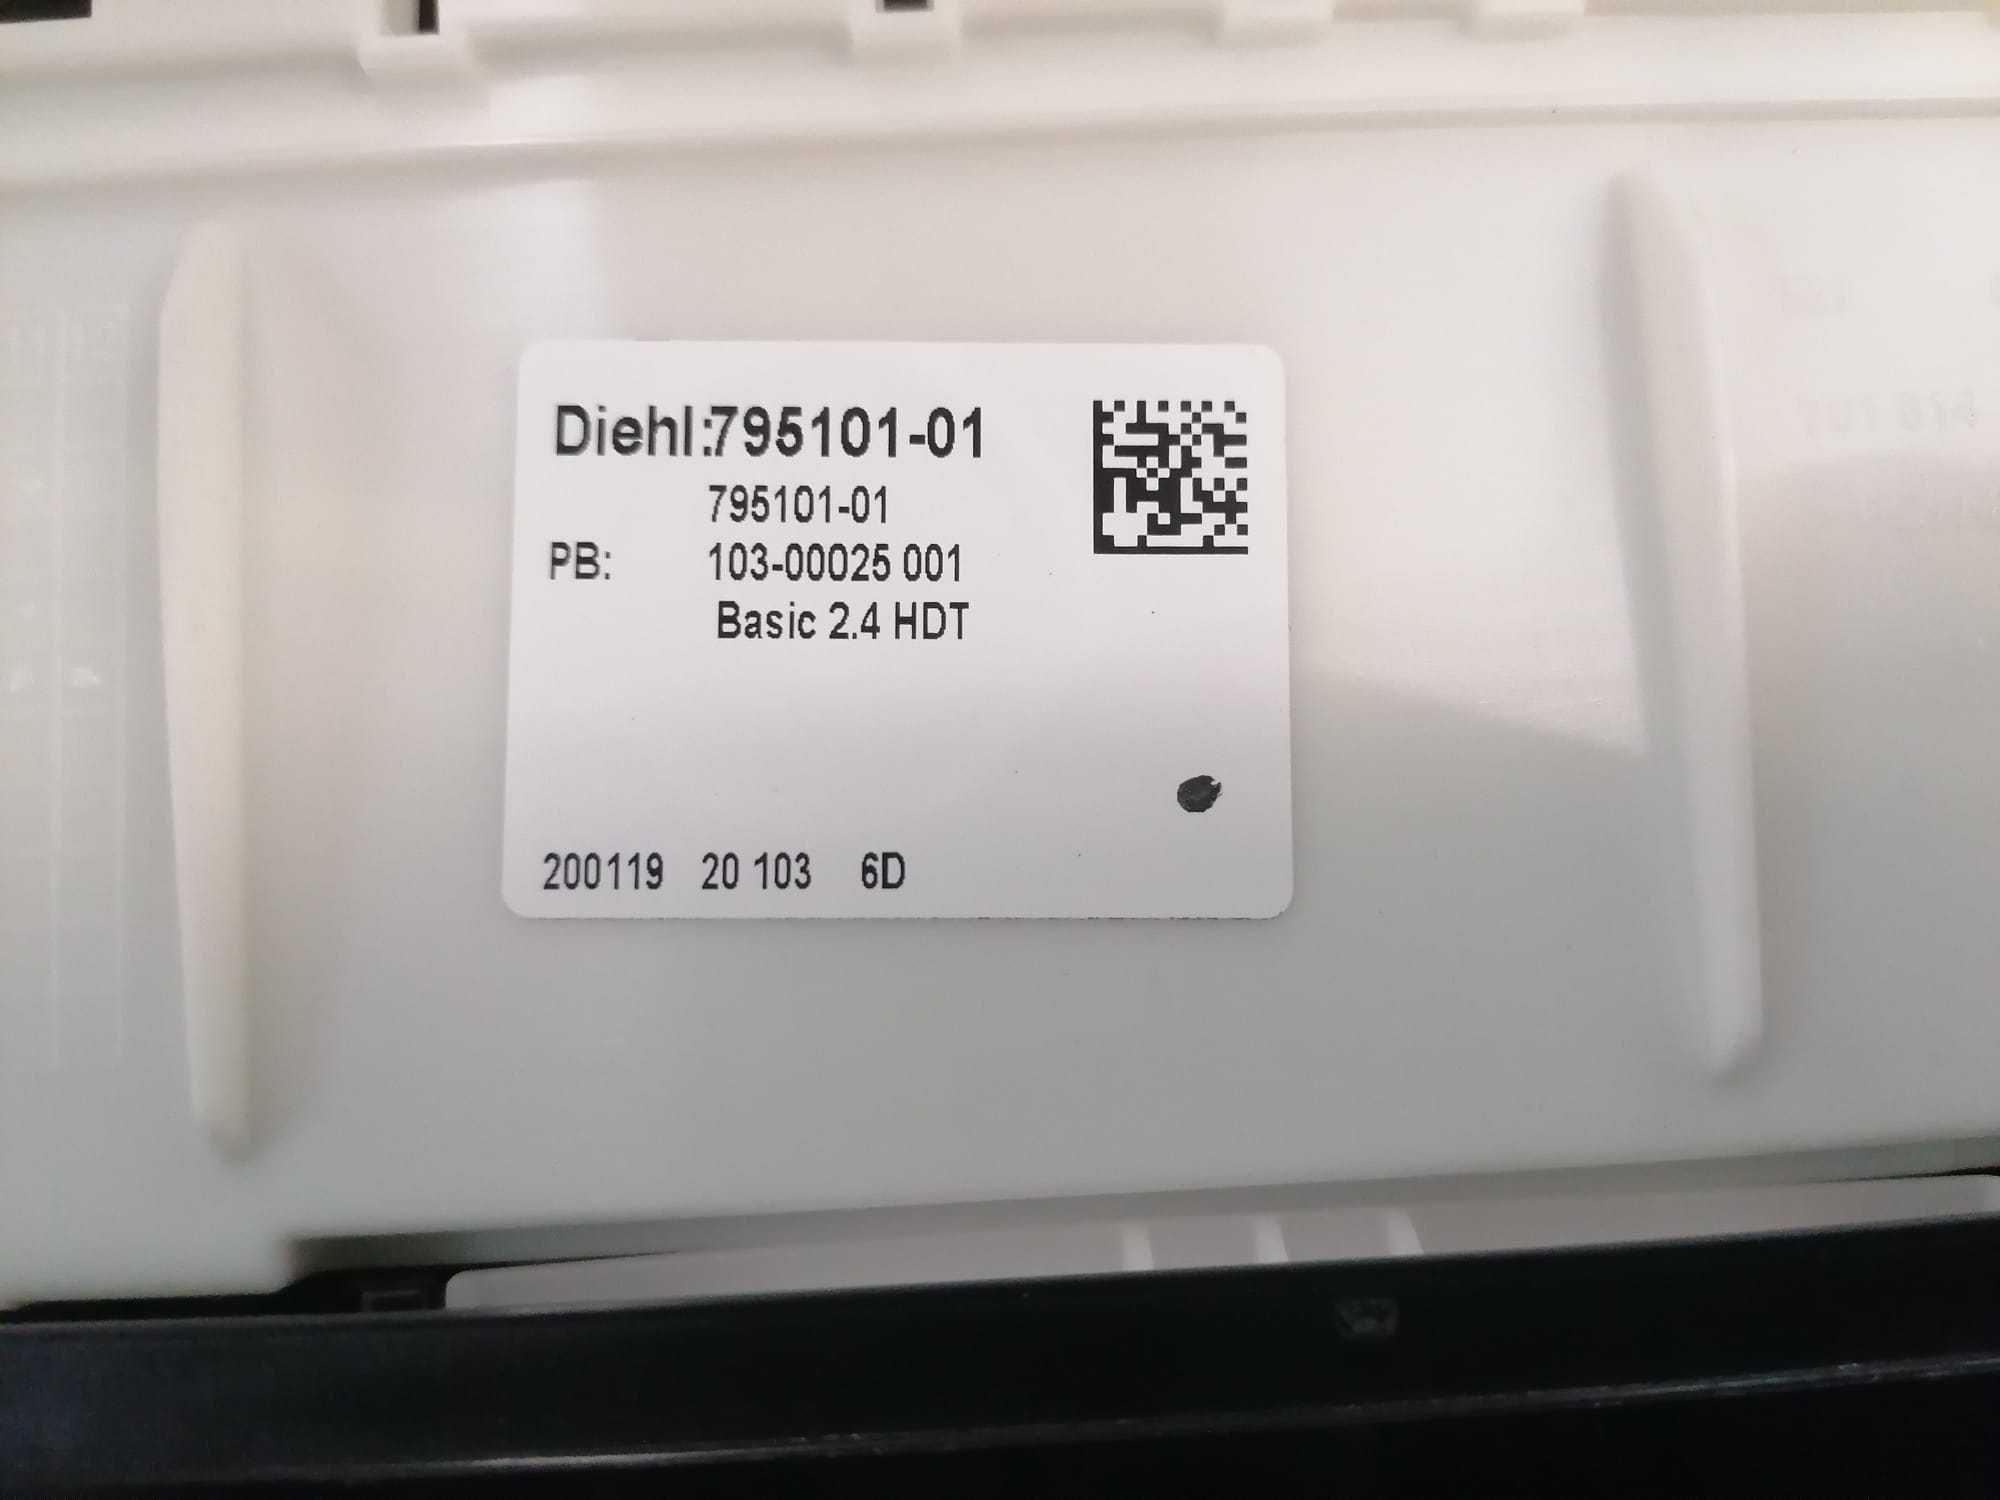 Diehl:795101-01
795101-01
PB: 103-00025 001
Basic 2.4 HDT
200119 20 103 6D